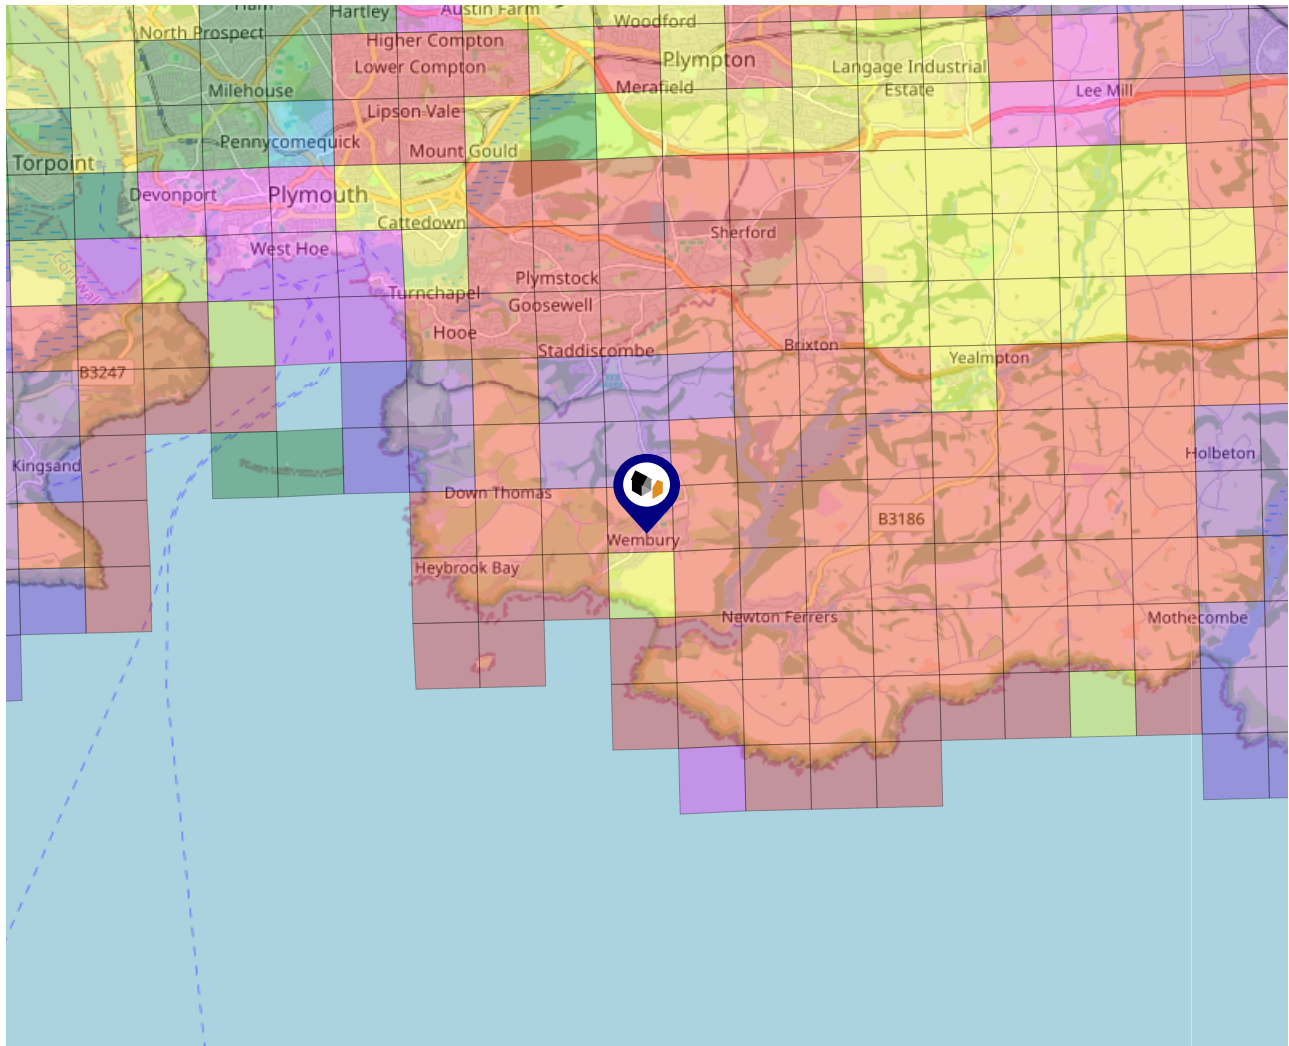 Ham
Hartley
Austin Farm
Woodford
North Prospect
Higher Compton
Lower Compton
Plympton
Langage Industrial
Estate
Merafield
Milehouse
Lee Mill
Lipson Vale
Pennycomequick
Mount Gould
Torpoint
Devonport
Plymouth
Cattedown
Sherford
West Hoe
Cornwall
Plymstock
Turnchapel
Goosewell
Hooe
Staddiscombe
Brixton
Yealmpton
B3247
Holbeton
Kingsand
Down Thomas
B3186
Wembury
Heybrook Bay
Newton Ferrers
Mothecombe